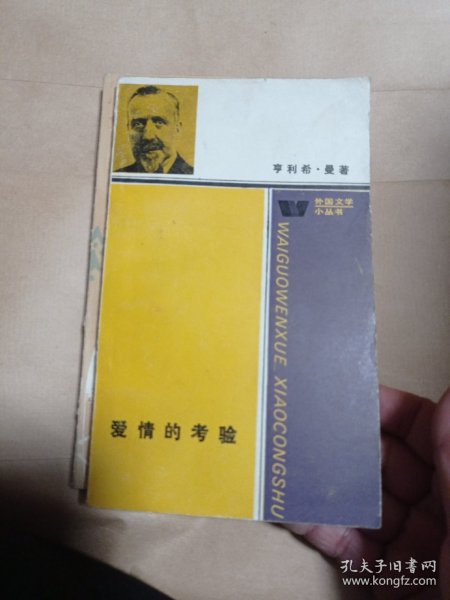 亨利希·曼著
外国文学
小丛书
WAIGUOWENXUE XIAOCONGSHU
爱情的考验
孔夫子旧书网
www.kongfz.com